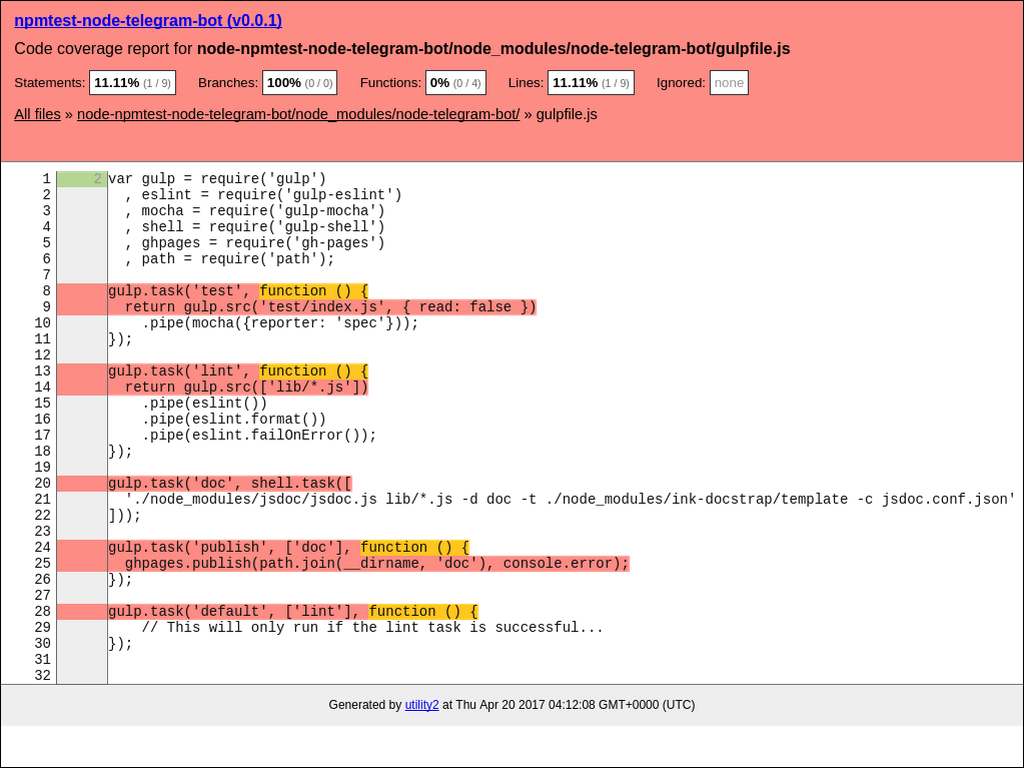 npmtest-node-telegram-bot (v0.0.1)
Code coverage report for node-npmtest-node-telegram-bot/node_modules/node-telegram-bot/gulpfile.js
Statements: 11.11% (1 / 9) Branches: 100% (0 / 0) Functions: 0% (0 / 4) Lines: 11.11% (1 / 9) Ignored: none
All files » node-npmtest-node-telegram-bot/node_modules/node-telegram-bot/ » gulpfile.js
1 2 var gulp = require('gulp')
2   , eslint = require('gulp-eslint')
3   , mocha = require('gulp-mocha')
4   , shell = require('gulp-shell')
5   , ghpages = require('gh-pages')
6   , path = require('path');
7
8 gulp.task('test', function () {
9   return gulp.src('test/index.js', { read: false })
10     .pipe(mocha({reporter: 'spec'}));
11 });
12
13 gulp.task('lint', function () {
14   return gulp.src(['lib/*.js'])
15     .pipe(eslint())
16     .pipe(eslint.format())
17     .pipe(eslint.failOnError());
18 });
19
20 gulp.task('doc', shell.task([
21   './node_modules/jsdoc/jsdoc.js lib/*.js -d doc -t ./node_modules/ink-docstrap/template -c jsdoc.conf.json'
22 ]));
23
24 gulp.task('publish', ['doc'], function () {
25   ghpages.publish(path.join(__dirname, 'doc'), console.error);
26 });
27
28 gulp.task('default', ['lint'], function () {
29     // This will only run if the lint task is successful...
30 });
31
32
Generated by utility2 at Thu Apr 20 2017 04:12:08 GMT+0000 (UTC)